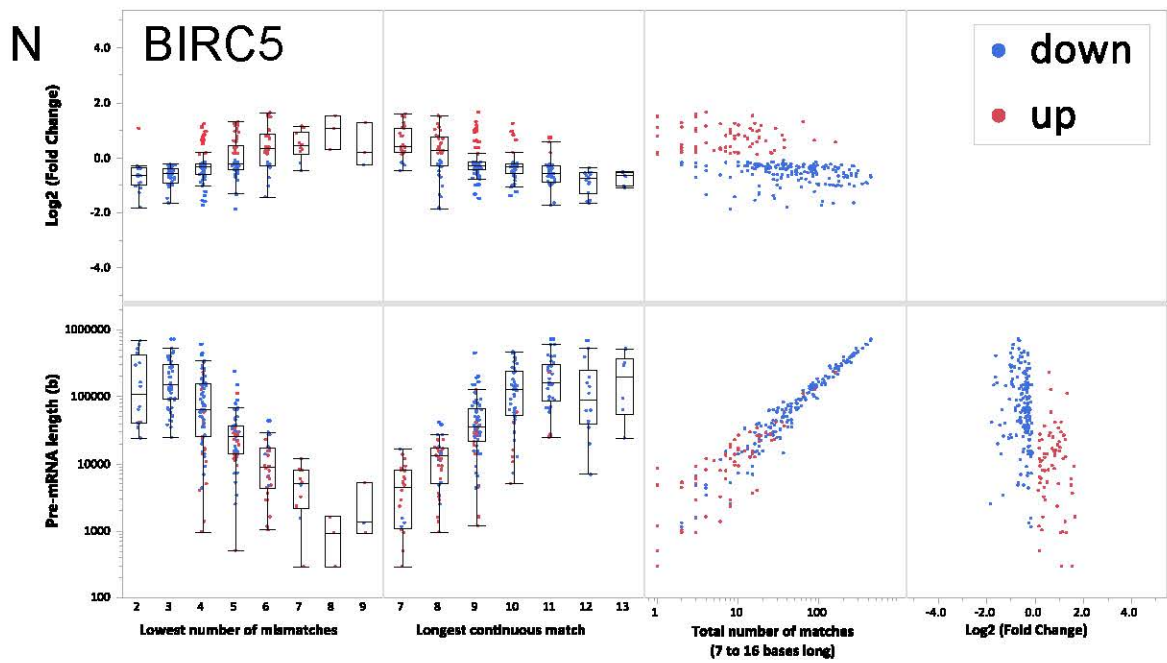 N BIRC5
down
up
Log2 (Fold Change)
4.0
2.0
0.0
-2.0
-4.0
Pre-mRNA length (b)
1000000
100000
10000
1000
100
2 3 4 5 6 7 8 9
7 8 9 10 11 12 13
1 10 100
-4.0 -2.0 0.0 2.0 4.0
Lowest number of mismatches
Longest continuous match
Total number of matches
(7 to 16 bases long)
Log2 (Fold Change)